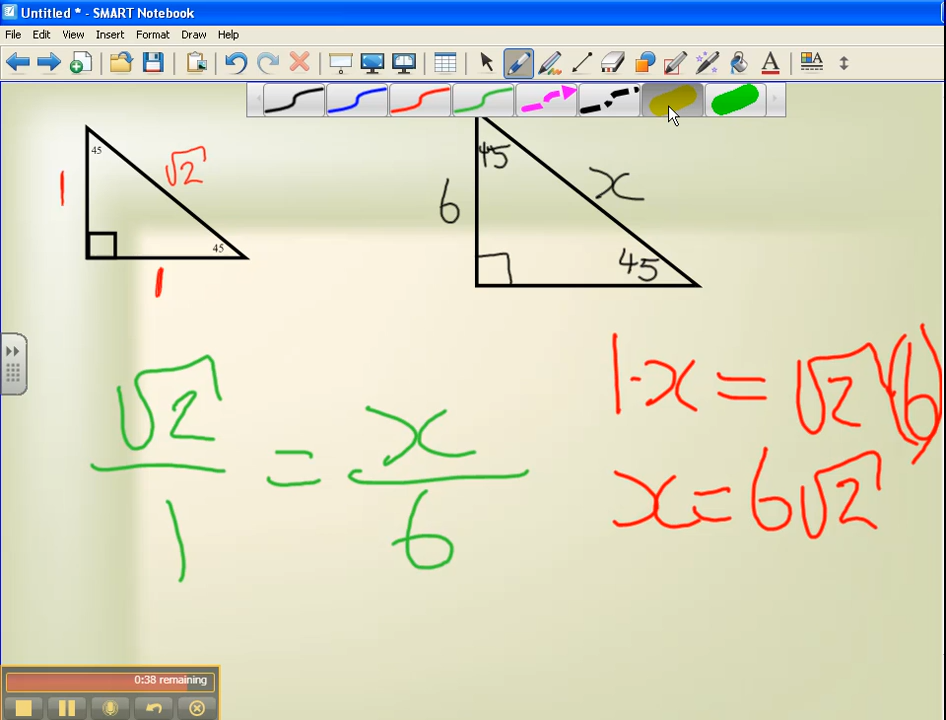 Untitled * - SMART Notebook
File Edit View Insert Format Draw Help
45
√2
1
45
1
45
x
6
45
√2/1 = x/6
1·x = √2(6)
x = 6√2
0:38 remaining